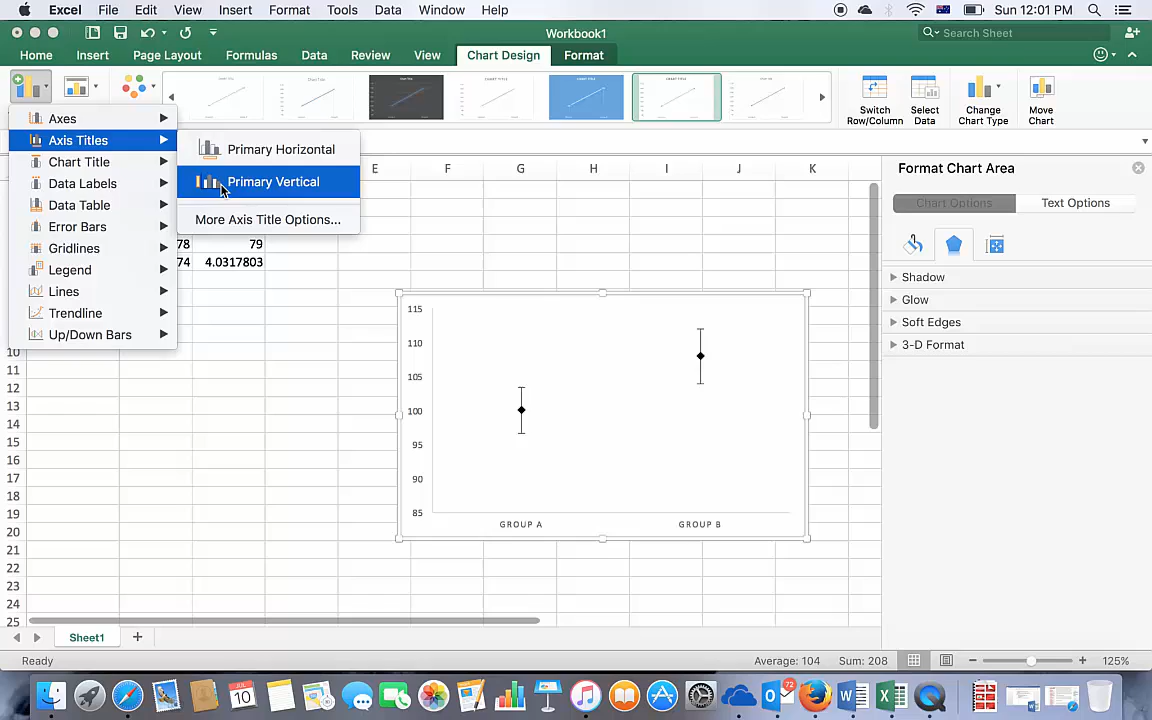 Excel File Edit View Insert Format Tools Data Window Help Sun 12:01 PM
Workbook1
Search Sheet
Home Insert Page Layout Formulas Data Review View Chart Design Format
Switch Row/Column
Select Data
Change Chart Type
Move Chart
Axes
Axis Titles
Chart Title
Data Labels
Data Table
Error Bars
Gridlines
Legend
Lines
Trendline
Up/Down Bars
Primary Horizontal
Primary Vertical
More Axis Title Options...
E F G H I J K
78 79
74 4.0317803
10
11
12
13
14
15
16
17
18
19
20
21
22
23
24
25
115
110
105
100
95
90
85
GROUP A GROUP B
Format Chart Area
Chart Options Text Options
Shadow
Glow
Soft Edges
3-D Format
Sheet1
Ready Average: 104 Sum: 208 125%
10
72